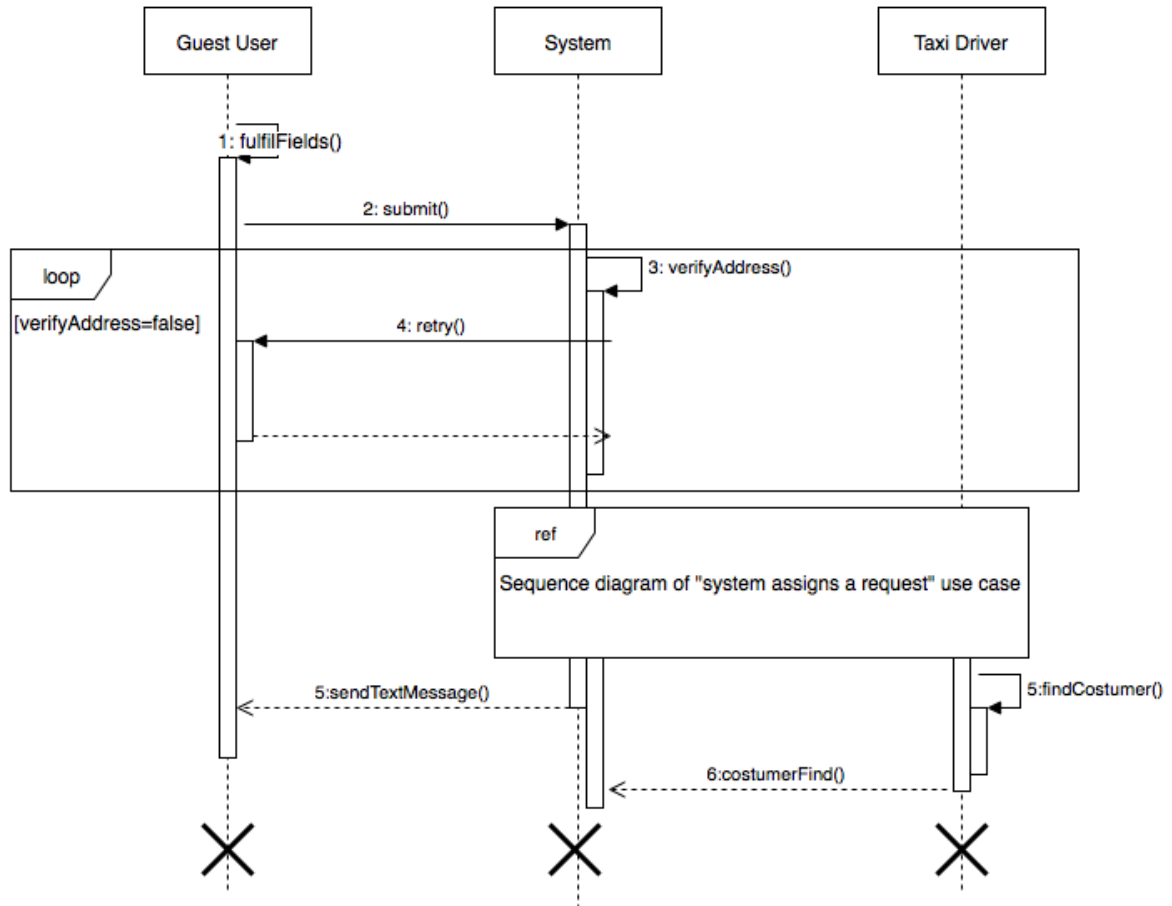 Guest User
System
Taxi Driver
1: fulfilFields()
2: submit()
loop
3: verifyAddress()
[verifyAddress=false]
4: retry()
ref
Sequence diagram of "system assigns a request" use case
5:sendTextMessage()
5:findCostumer()
6:costumerFind()